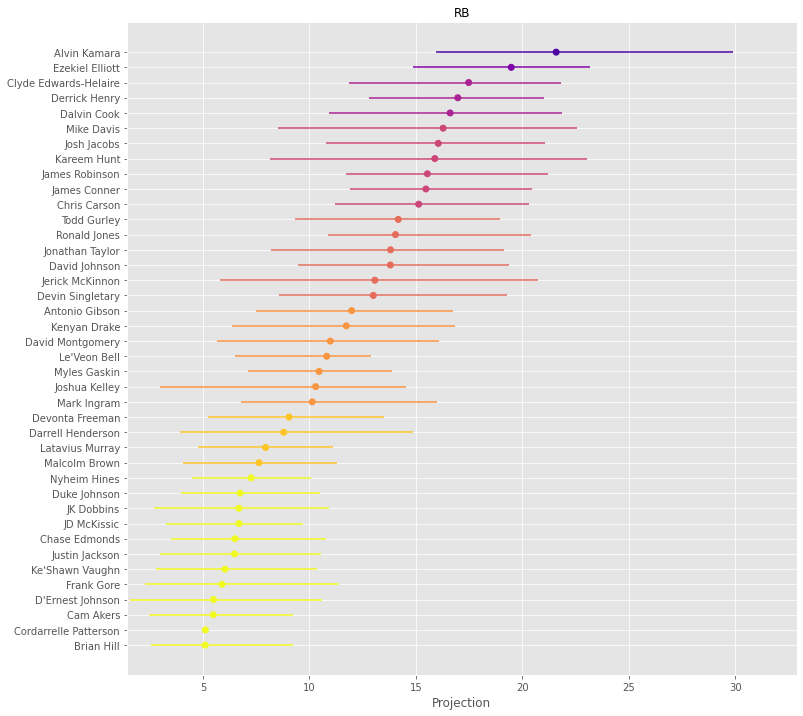 RB
Alvin Kamara
Ezekiel Elliott
Clyde Edwards-Helaire
Derrick Henry
Dalvin Cook
Mike Davis
Josh Jacobs
Kareem Hunt
James Robinson
James Conner
Chris Carson
Todd Gurley
Ronald Jones
Jonathan Taylor
David Johnson
Jerick McKinnon
Devin Singletary
Antonio Gibson
Kenyan Drake
David Montgomery
Le'Veon Bell
Myles Gaskin
Joshua Kelley
Mark Ingram
Devonta Freeman
Darrell Henderson
Latavius Murray
Malcolm Brown
Nyheim Hines
Duke Johnson
JK Dobbins
JD McKissic
Chase Edmonds
Justin Jackson
Ke'Shawn Vaughn
Frank Gore
D'Ernest Johnson
Cam Akers
Cordarrelle Patterson
Brian Hill
5 10 15 20 25 30
Projection